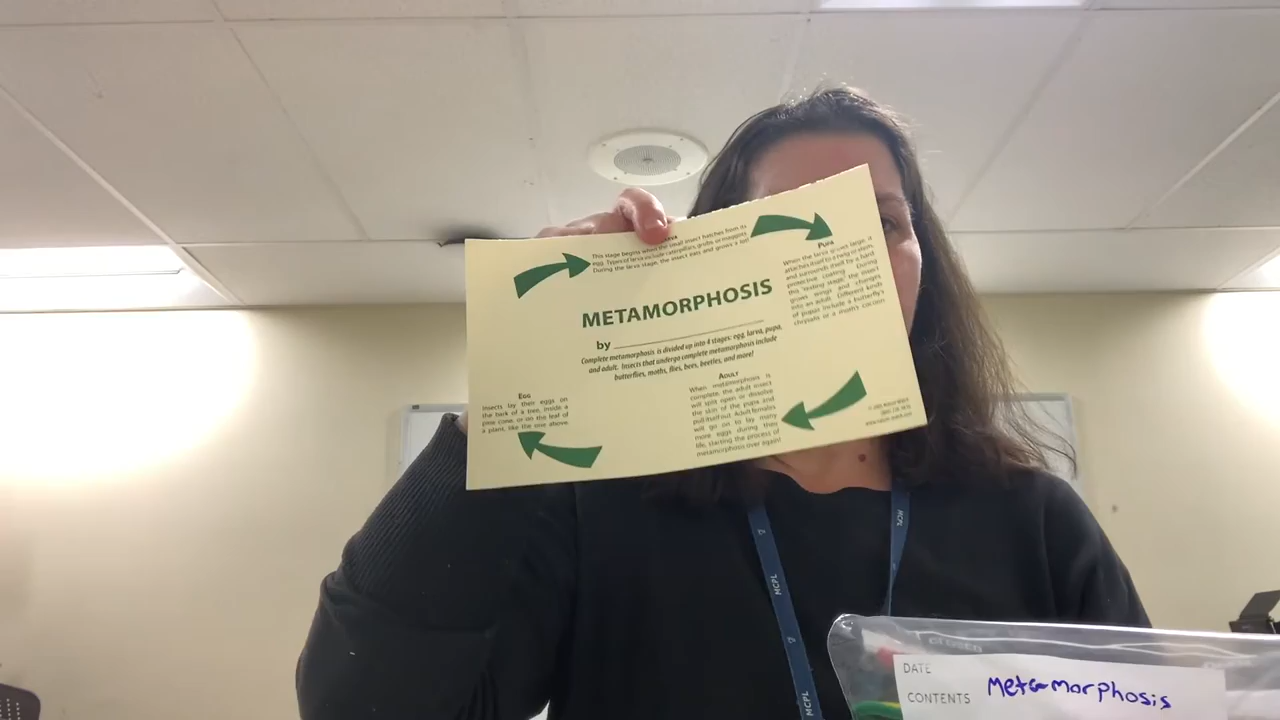 LARVA
This stage begins when the small insect hatches from its
egg. Types of larva include caterpillars, grubs or maggots.
During the larva stage, the insect eats and grows a lot!
PUPA
When the larva grows large, it
attaches itself to a twig or stem,
and surrounds itself by a hard
protective coating. During
this "resting stage" the insect
grows wings and changes
into an adult. Different kinds
of pupas include a butterfly's
chrysalis or a moth's cocoon
METAMORPHOSIS
by
Complete metamorphosis is divided up into 4 stages: egg, larva, pupa,
and adult. Insects that undergo complete metamorphosis include
butterflies, moths, flies, bees, beetles, and more!
EGG
Insects lay their eggs on
the bark of a tree, inside a
pine cone, or on the leaf of
a plant, like the one above.
ADULT
When metamorphosis is
complete, the adult insect
will split open or dissolve
the skin of the pupa and
pull itself out. Adult females
will go on to lay many
more eggs during their
life, starting the process of
metamorphosis over again!
MCPL
MCPL
MCPL
CLOSED
DATE
CONTENTS Metamorphosis